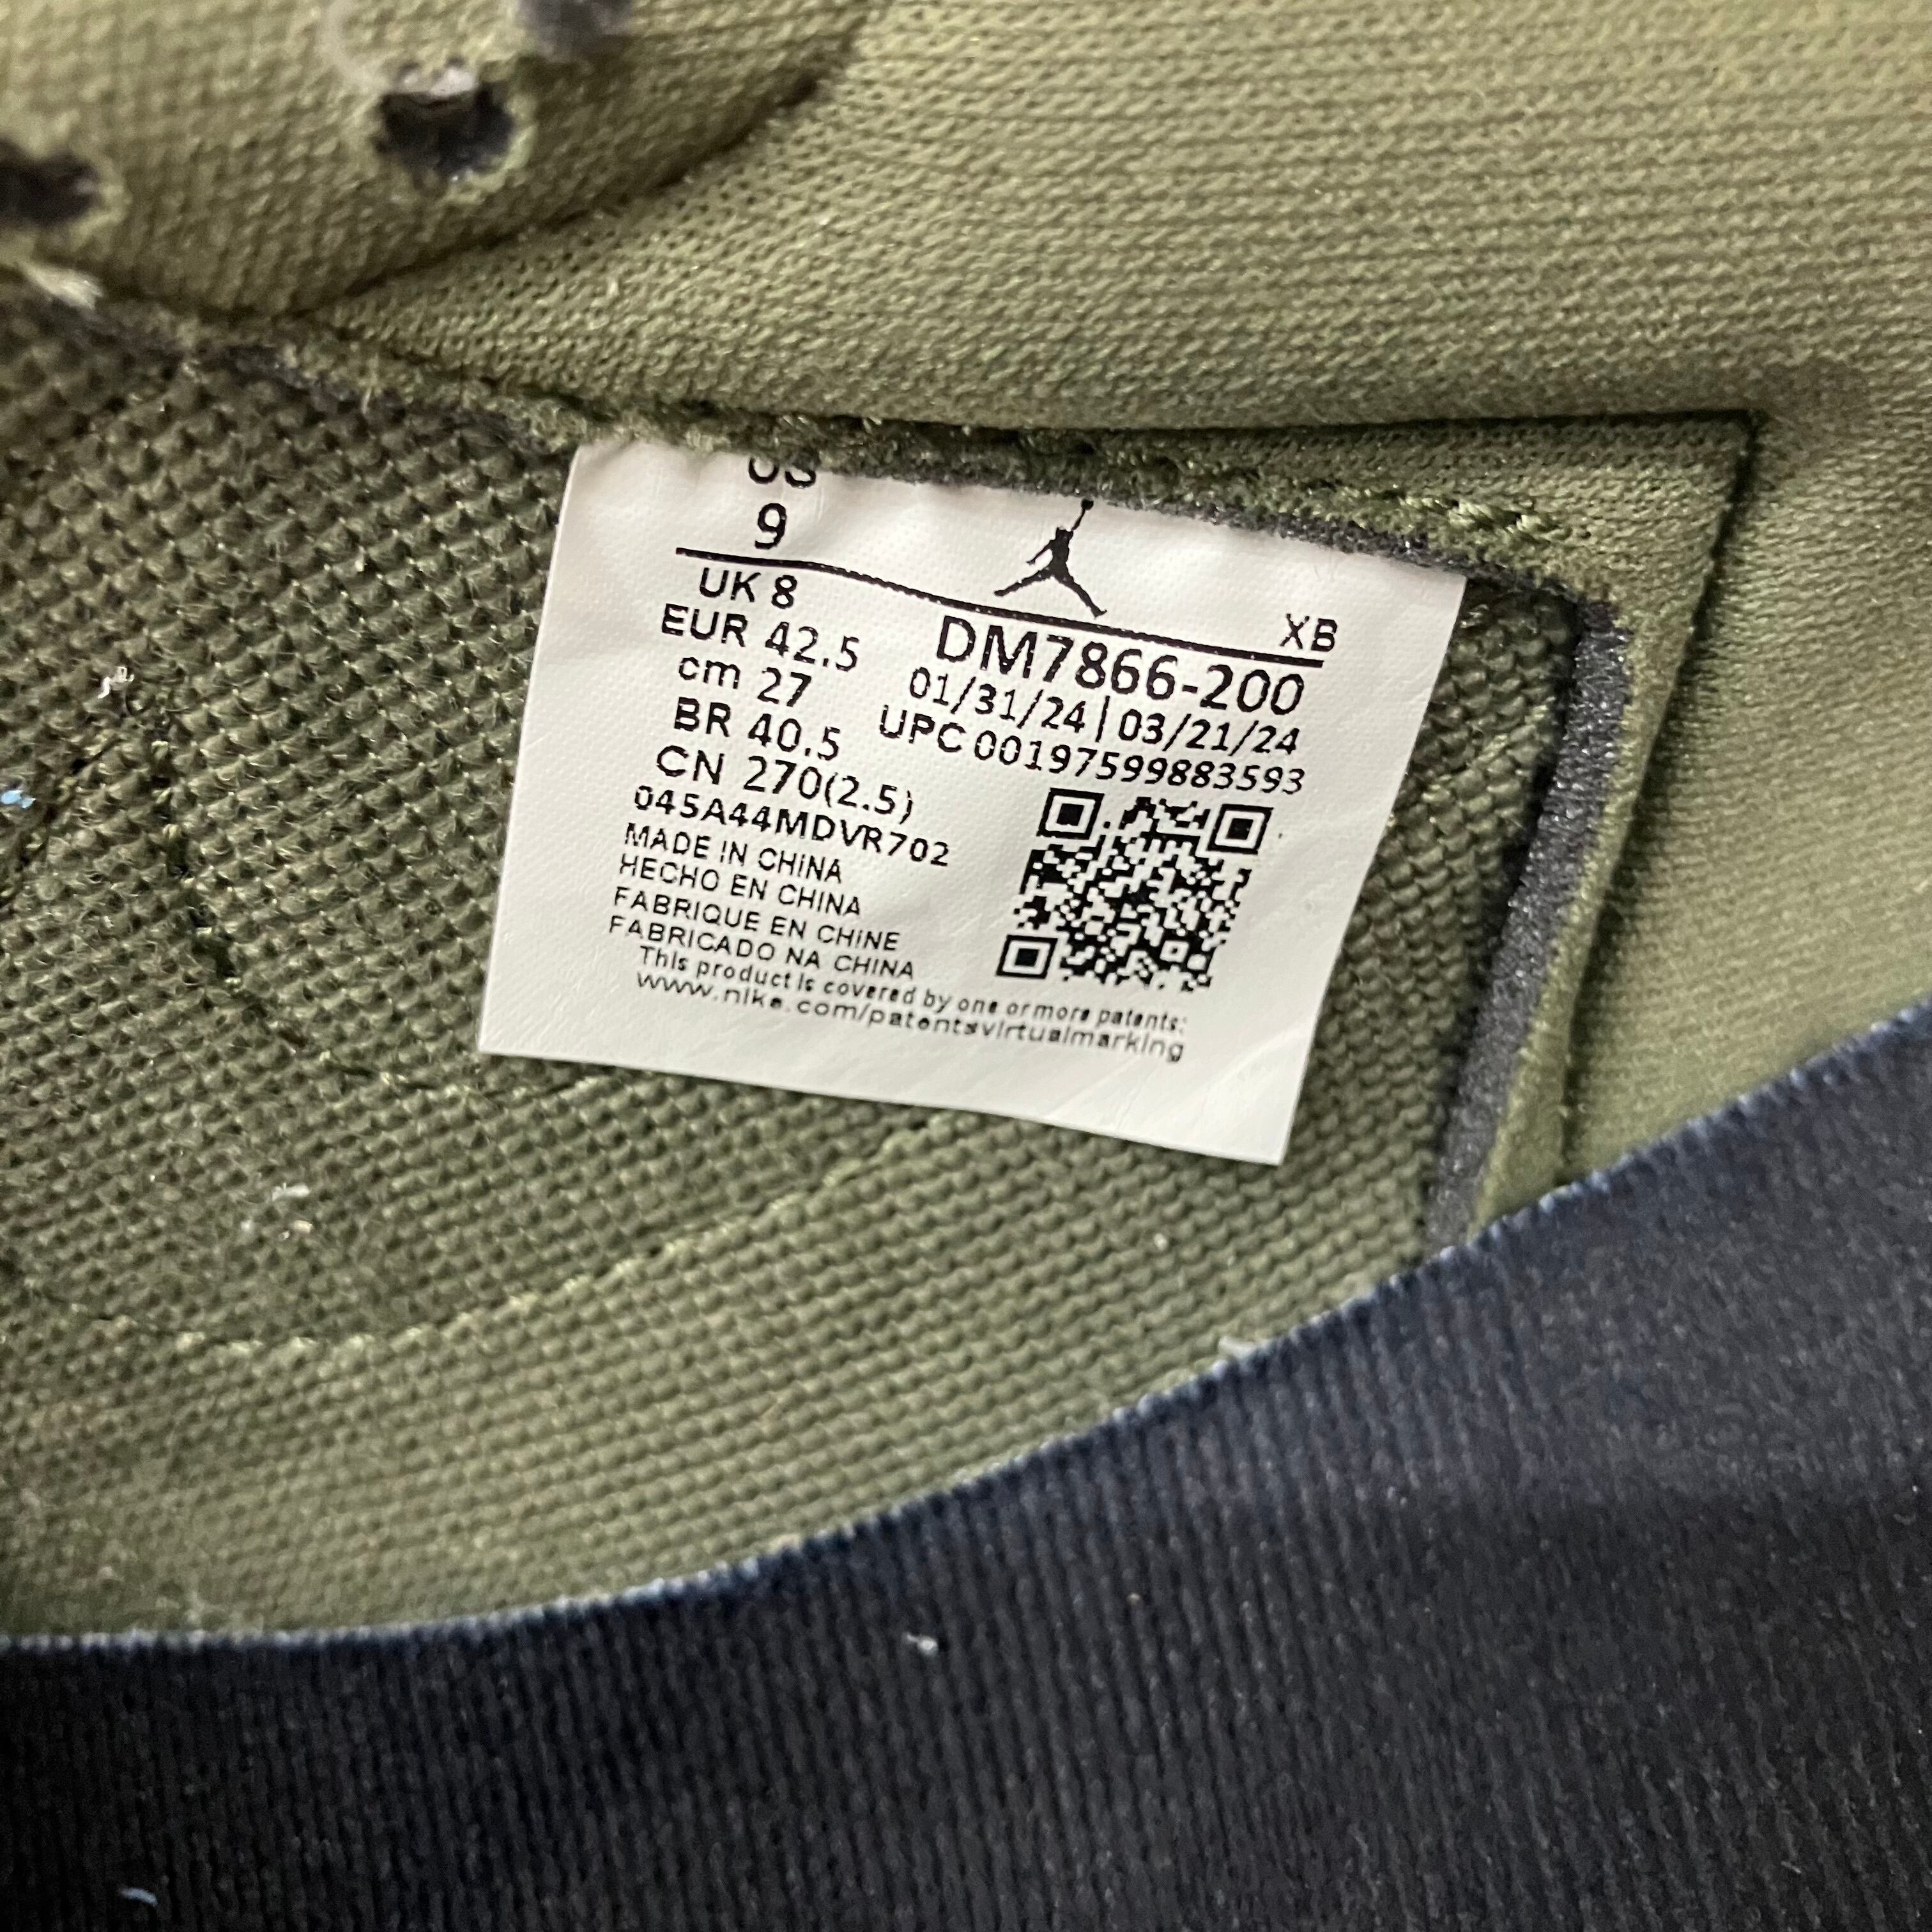 US
9
XB
UK 8
EUR 42.5
cm 27
BR 40.5
CN 270(2.5)
DM7866-200
01/31/24 | 03/21/24
UPC 00197599883593
045A44MDVR702
MADE IN CHINA
HECHO EN CHINA
FABRIQUE EN CHINE
FABRICADO NA CHINA
This product is covered by one or more patents:
www.nike.com/patentsvirtualmarking